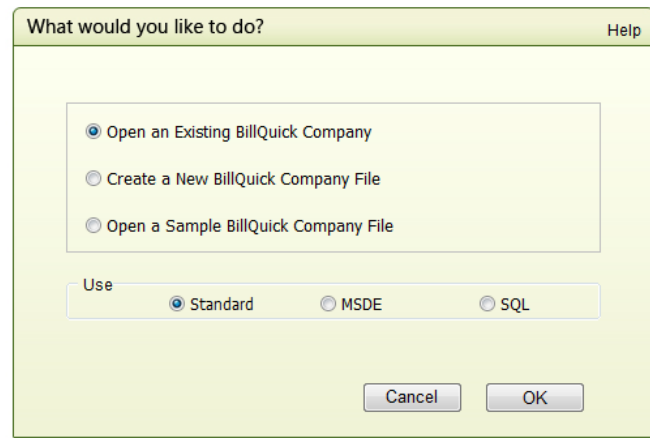 What would you like to do?
Help
Open an Existing BillQuick Company
Create a New BillQuick Company File
Open a Sample BillQuick Company File
Use
Standard MSDE SQL
Cancel OK